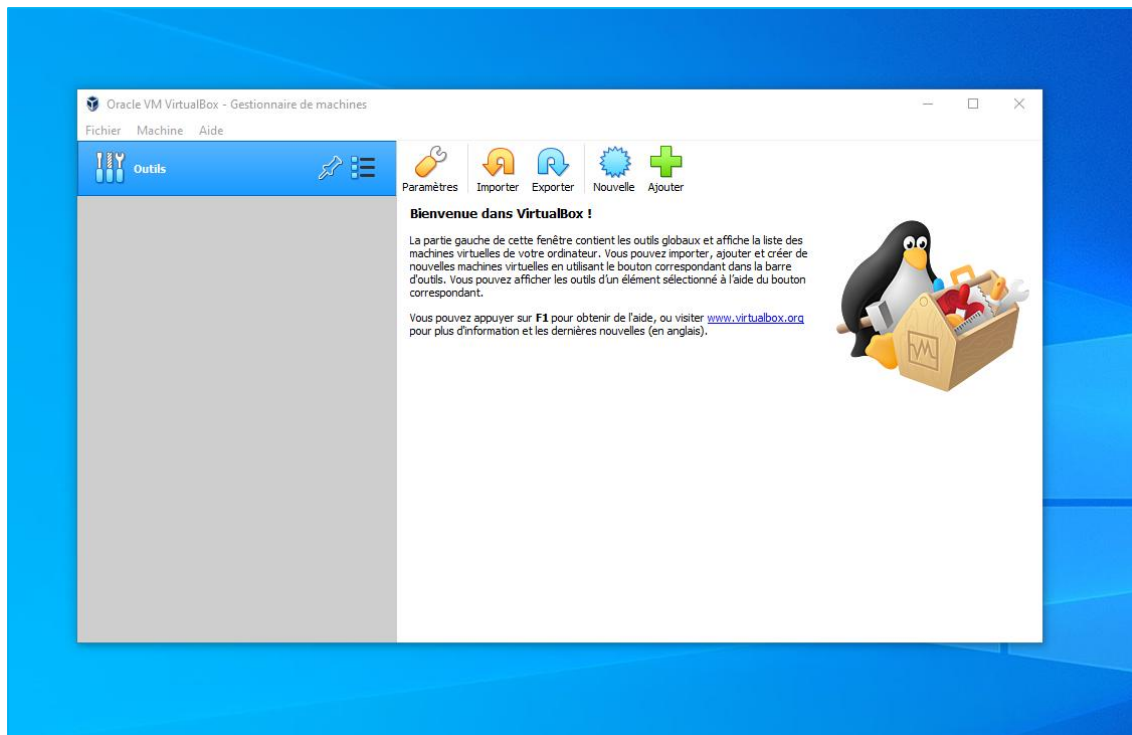 Oracle VM VirtualBox - Gestionnaire de machines
Fichier Machine Aide
Outils
Paramètres Importer Exporter Nouvelle Ajouter
Bienvenue dans VirtualBox !
La partie gauche de cette fenêtre contient les outils globaux et affiche la liste des
machines virtuelles de votre ordinateur. Vous pouvez importer, ajouter et créer de
nouvelles machines virtuelles en utilisant le bouton correspondant dans la barre
d'outils. Vous pouvez afficher les outils d'un élément sélectionné à l'aide du bouton
correspondant.
Vous pouvez appuyer sur F1 pour obtenir de l'aide, ou visiter www.virtualbox.org
pour plus d'information et les dernières nouvelles (en anglais).